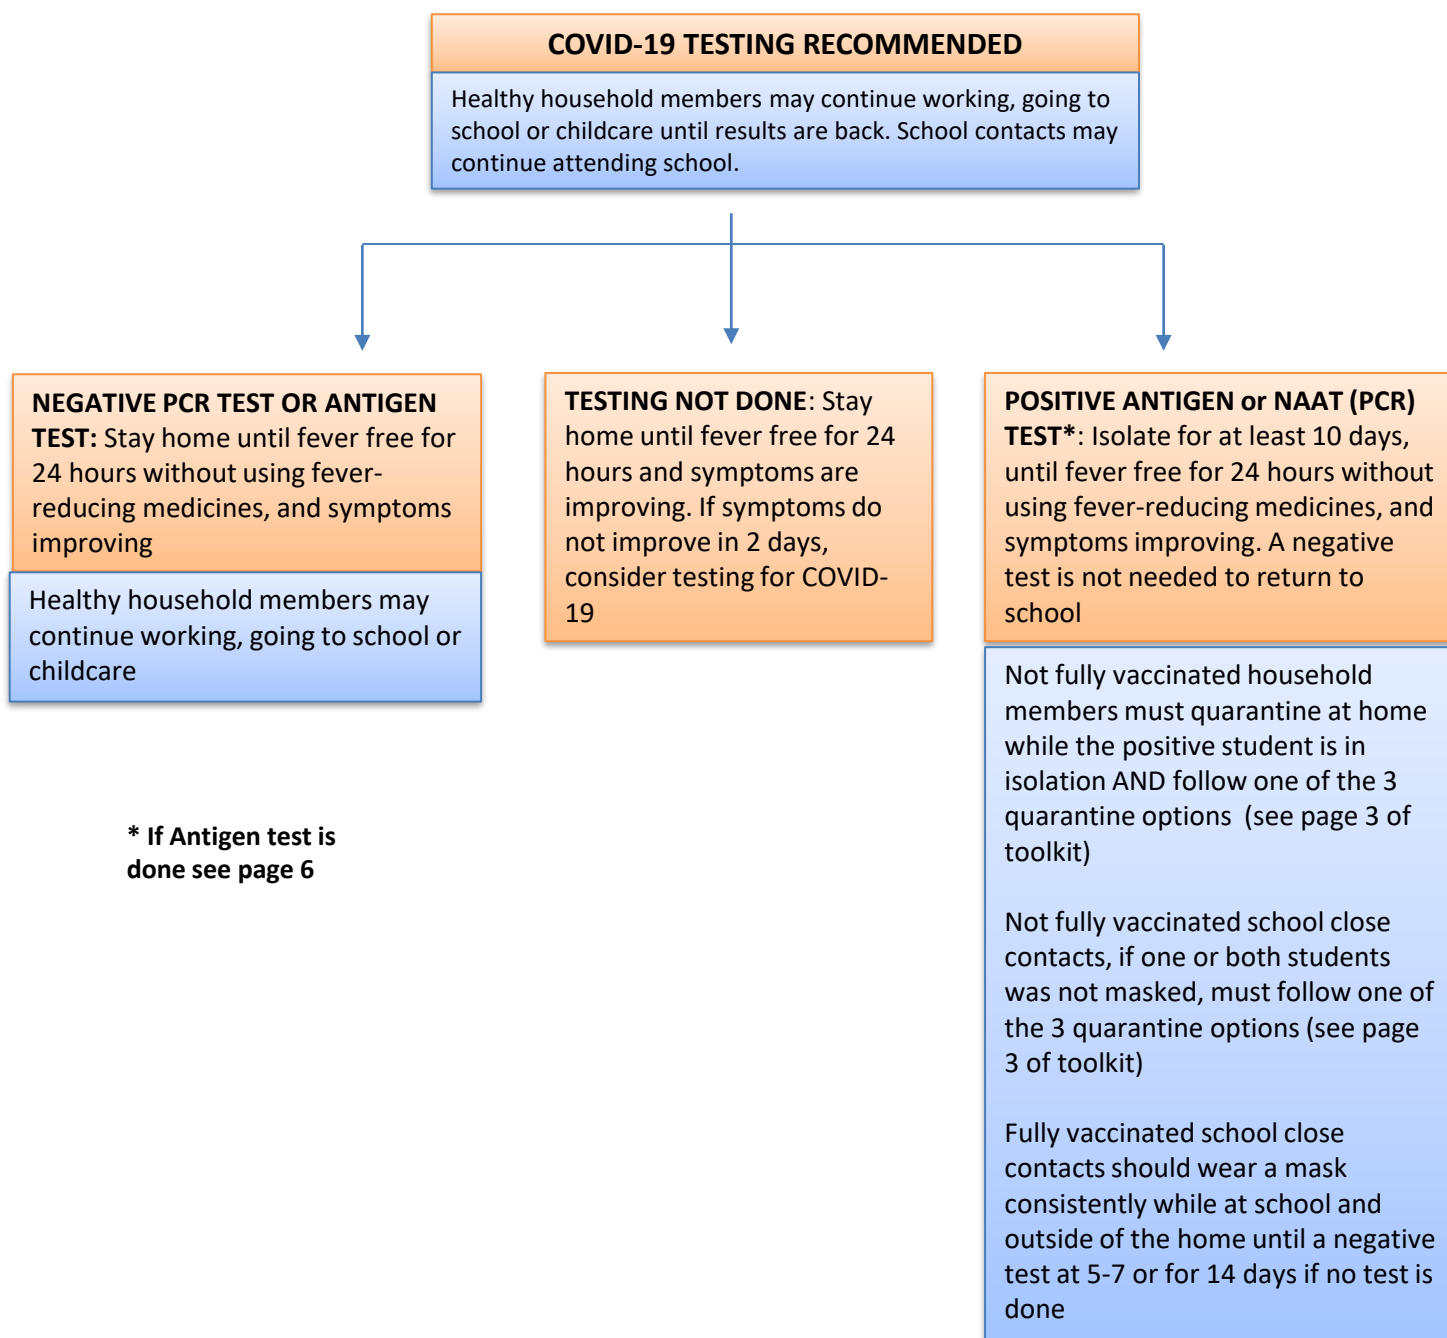 COVID-19 TESTING RECOMMENDED
Healthy household members may continue working, going to
school or childcare until results are back. School contacts may
continue attending school.
NEGATIVE PCR TEST OR ANTIGEN
TEST: Stay home until fever free for
24 hours without using fever-
reducing medicines, and symptoms
improving
Healthy household members may
continue working, going to school or
childcare
* If Antigen test is
done see page 6
TESTING NOT DONE: Stay
home until fever free for 24
hours and symptoms are
improving. If symptoms do
not improve in 2 days,
consider testing for COVID-
19
POSITIVE ANTIGEN or NAAT (PCR)
TEST*: Isolate for at least 10 days,
until fever free for 24 hours without
using fever-reducing medicines, and
symptoms improving. A negative
test is not needed to return to
school
Not fully vaccinated household
members must quarantine at home
while the positive student is in
isolation AND follow one of the 3
quarantine options  (see page 3 of
toolkit)
Not fully vaccinated school close
contacts, if one or both students
was not masked, must follow one of
the 3 quarantine options (see page
3 of toolkit)
Fully vaccinated school close
contacts should wear a mask
consistently while at school and
outside of the home until a negative
test at 5-7 or for 14 days if no test is
done